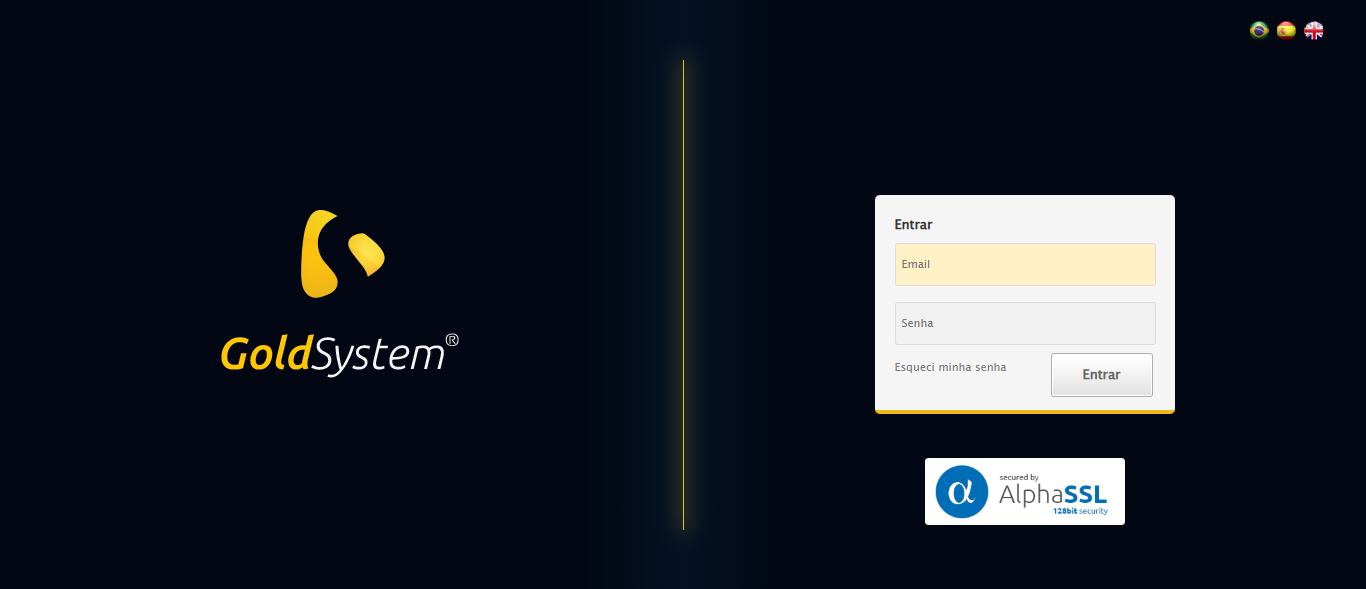 GoldSystem®
Entrar
Email
Senha
Esqueci minha senha
Entrar
α
secured by
AlphaSSL
128bit security